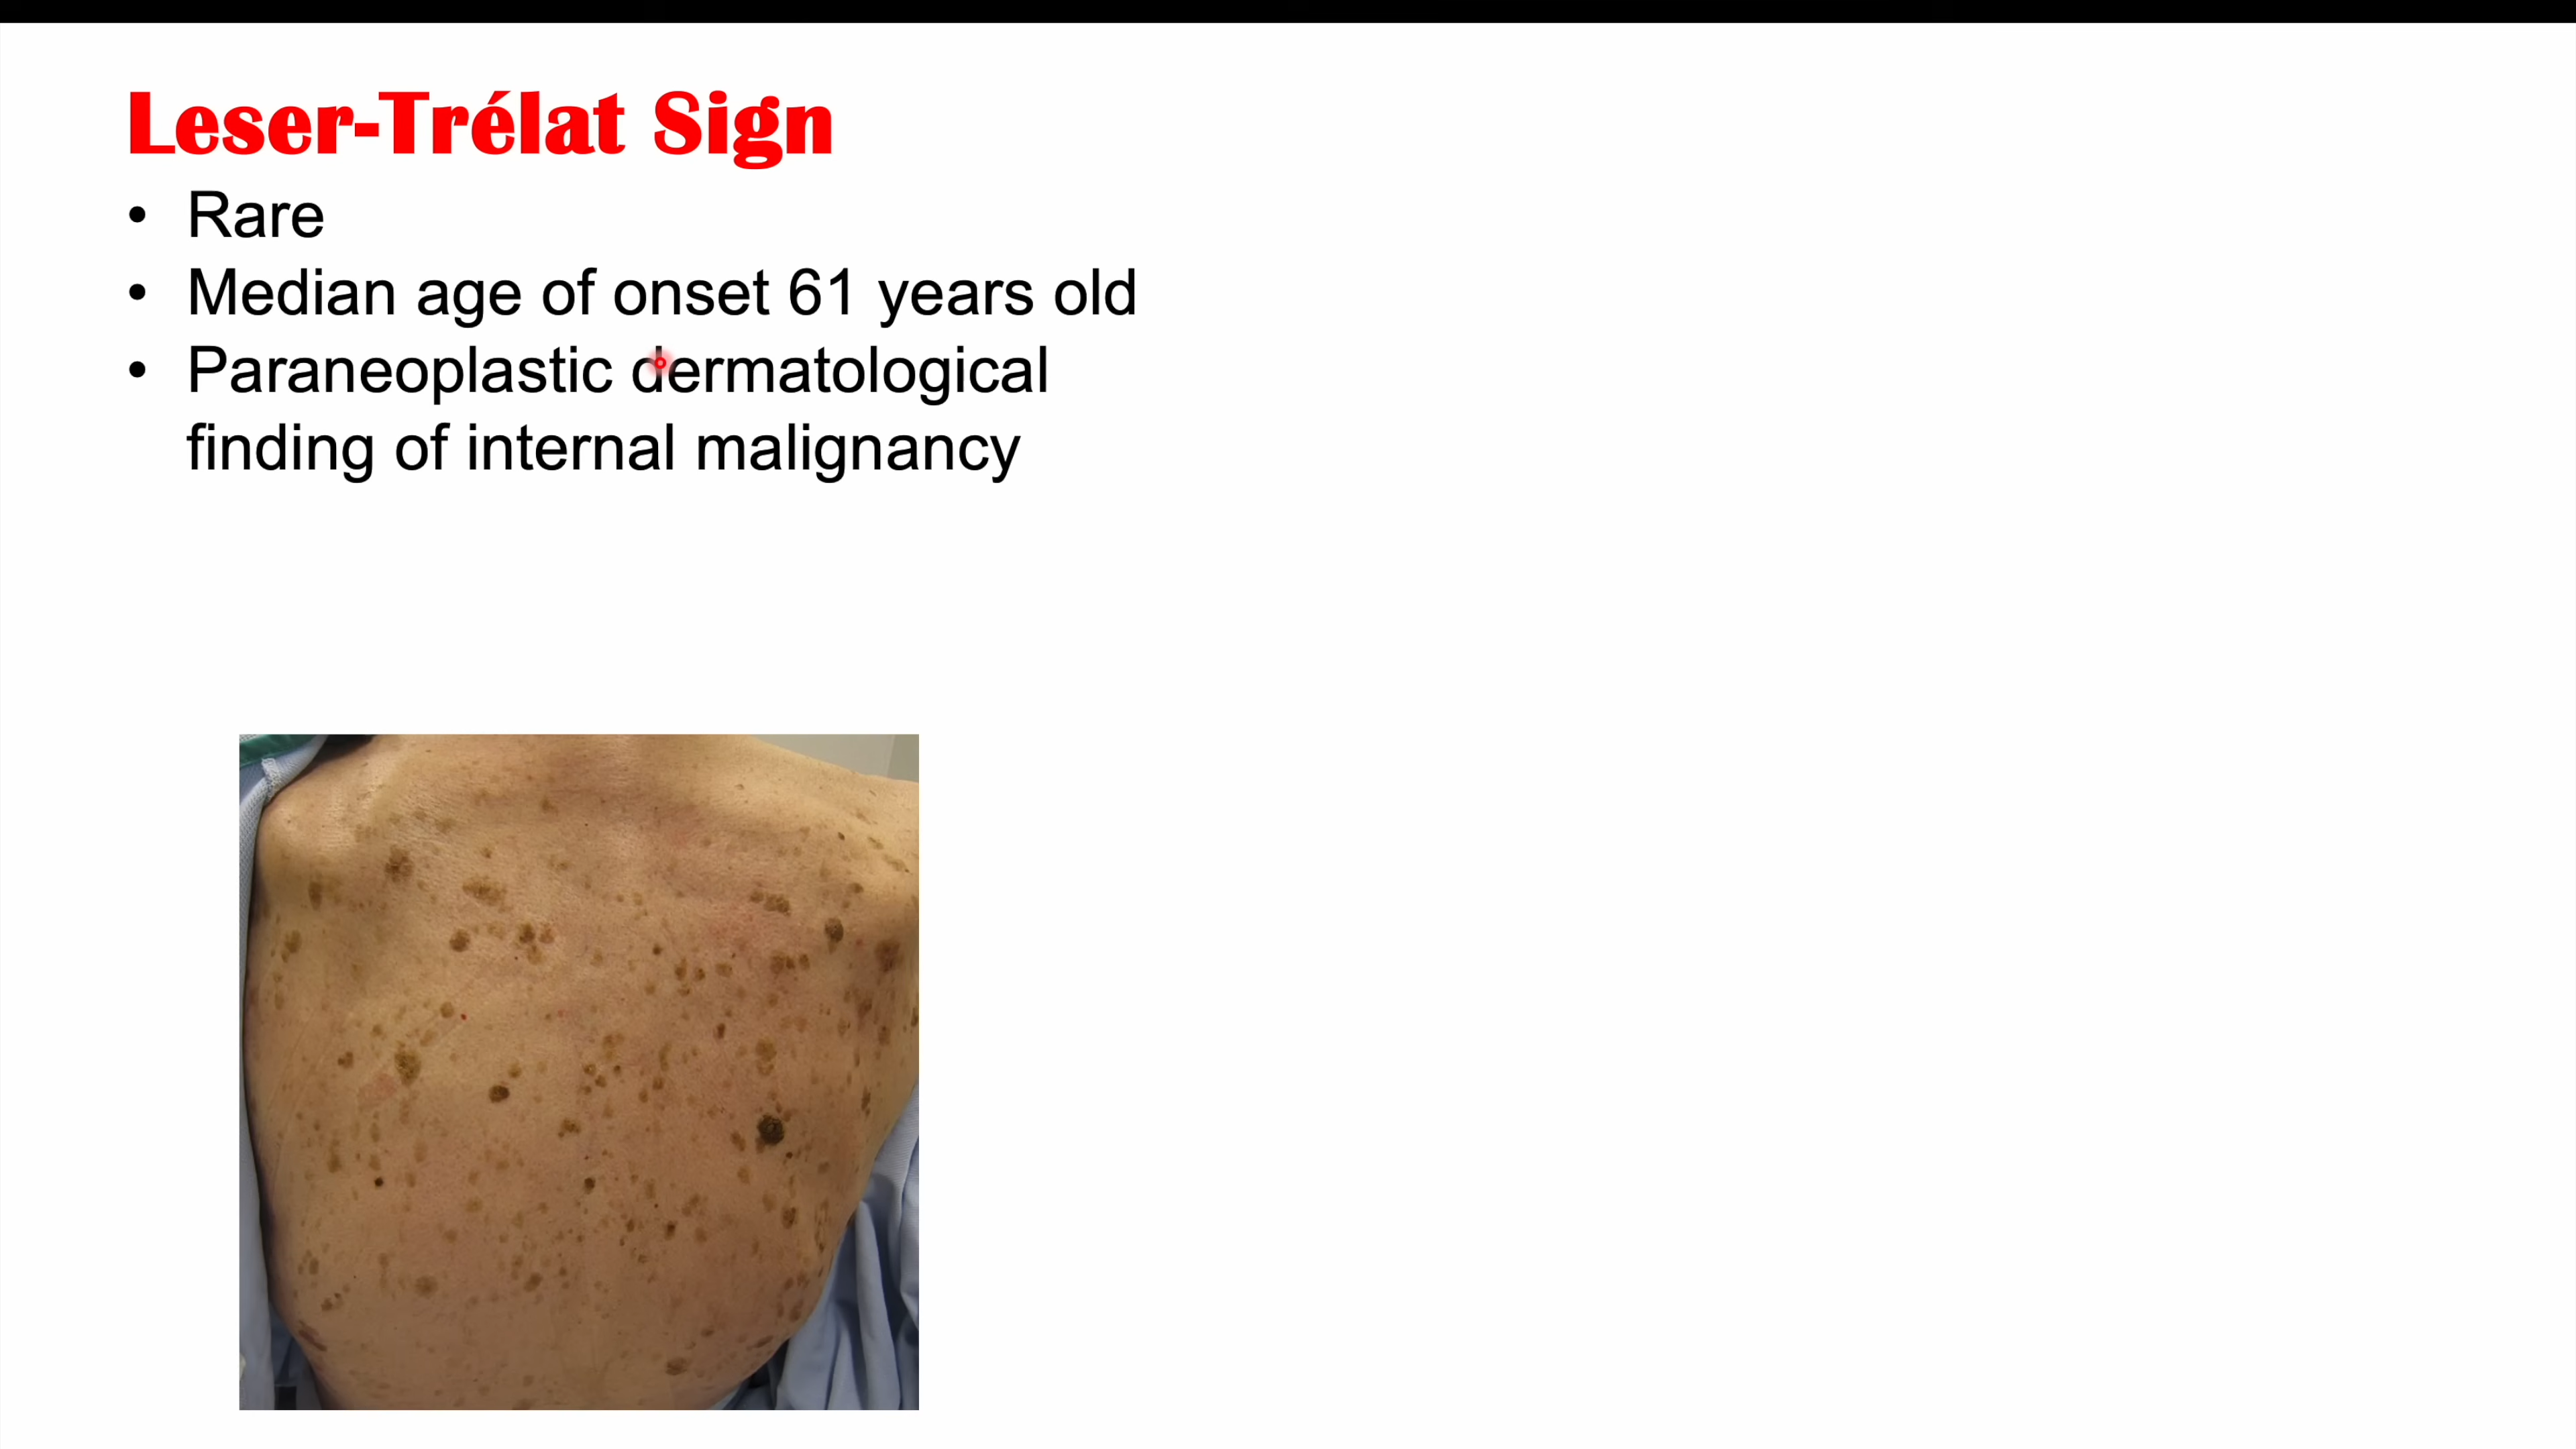 Leser-Trélat Sign
• Rare
• Median age of onset 61 years old
• Paraneoplastic dermatological
finding of internal malignancy